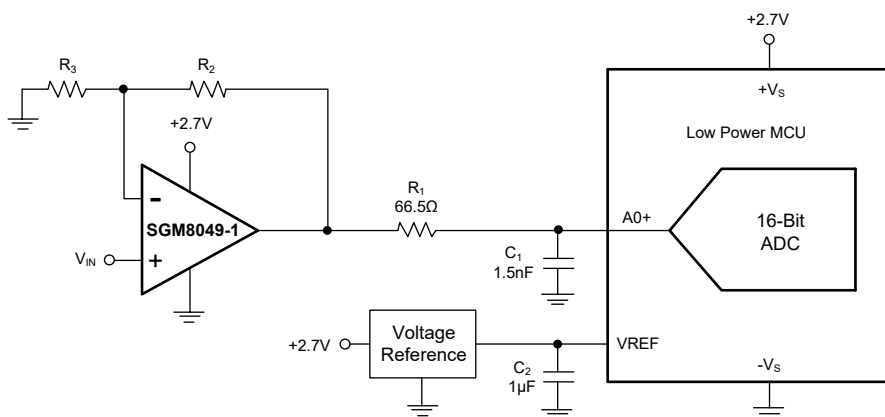 +2.7V
R3
R2
+VS
+2.7V
Low Power MCU
R1
66.5Ω
-
SGM8049-1
A0+
16-Bit
ADC
VIN
+
C1
1.5nF
+2.7V
Voltage
Reference
VREF
C2
1μF
-VS